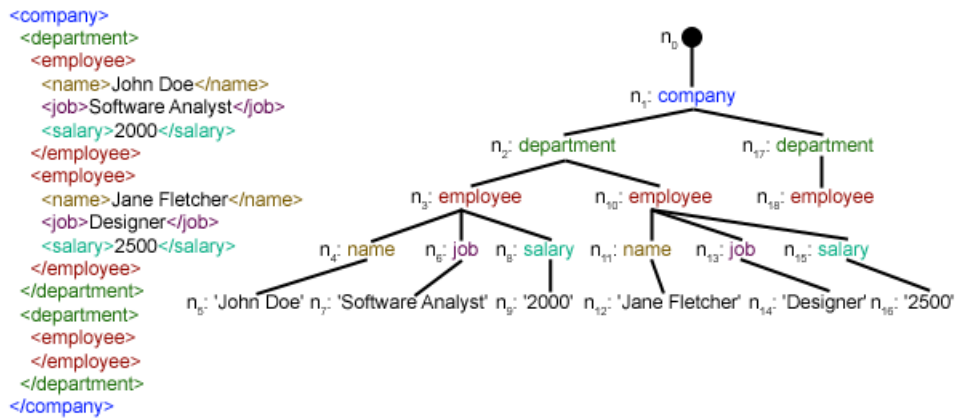 <company>
<department>
<employee>
<name>John Doe</name>
<job>Software Analyst</job>
<salary>2000</salary>
</employee>
<employee>
<name>Jane Fletcher</name>
<job>Designer</job>
<salary>2500</salary>
</employee>
</department>
<department>
<employee>
</employee>
</department>
</company>
n₀
n₁: company
n₂: department n₁₇: department
n₃: employee n₁₀: employee n₁₈: employee
n₄: name n₆: job n₈: salary n₁₁: name n₁₃: job n₁₅: salary
n₅: 'John Doe' n₇: 'Software Analyst' n₉: '2000' n₁₂: 'Jane Fletcher' n₁₄: 'Designer' n₁₆: '2500'